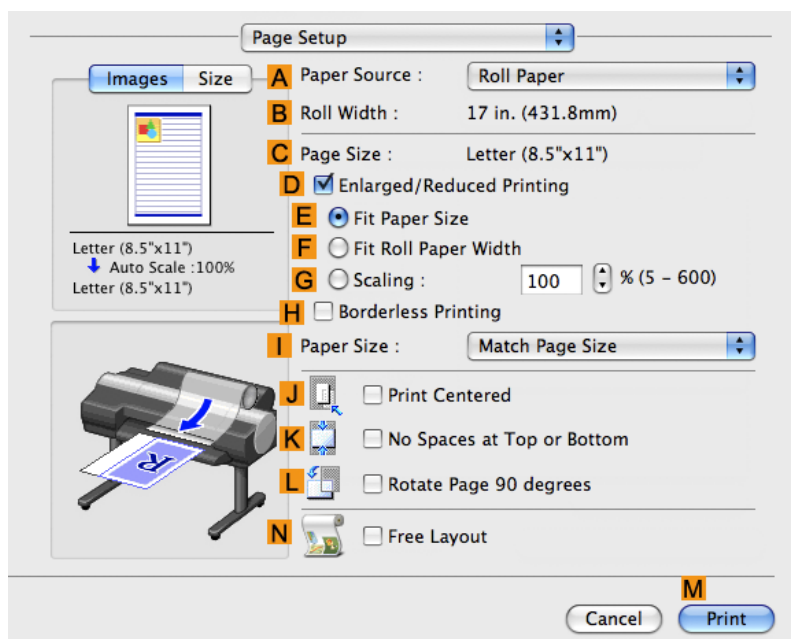 Page Setup
Images Size
A Paper Source : Roll Paper
B Roll Width : 17 in. (431.8mm)
C Page Size : Letter (8.5"x11")
D Enlarged/Reduced Printing
E Fit Paper Size
F Fit Roll Paper Width
G Scaling : 100 % (5 - 600)
H Borderless Printing
I Paper Size : Match Page Size
Letter (8.5"x11")
Auto Scale :100%
Letter (8.5"x11")
R
J Print Centered
K No Spaces at Top or Bottom
L Rotate Page 90 degrees
N Free Layout
M
Cancel Print